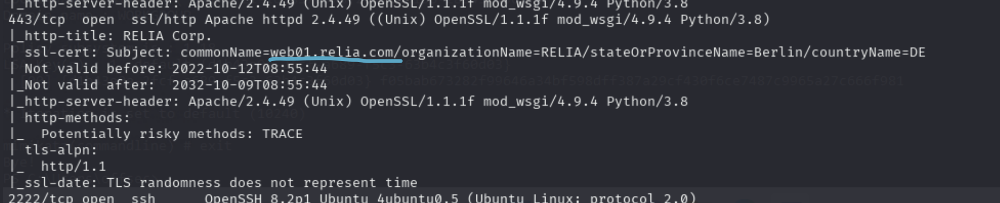 |_http-server-header: Apache/2.4.49 (Unix) OpenSSL/1.1.1f mod_wsgi/4.9.4 Python/3.8
443/tcp  open  ssl/http Apache httpd 2.4.49 ((Unix) OpenSSL/1.1.1f mod_wsgi/4.9.4 Python/3.8)
|_http-title: RELIA Corp.
| ssl-cert: Subject: commonName=web01.relia.com/organizationName=RELIA/stateOrProvinceName=Berlin/countryName=DE
| Not valid before: 2022-10-12T08:55:44
|_Not valid after:  2032-10-09T08:55:44
|_http-server-header: Apache/2.4.49 (Unix) OpenSSL/1.1.1f mod_wsgi/4.9.4 Python/3.8
| http-methods:
|_  Potentially risky methods: TRACE
| tls-alpn:
|_  http/1.1
|_ssl-date: TLS randomness does not represent time
2222/tcp open  ssh      OpenSSH 8.2p1 Ubuntu 4ubuntu0.5 (Ubuntu Linux; protocol 2.0)